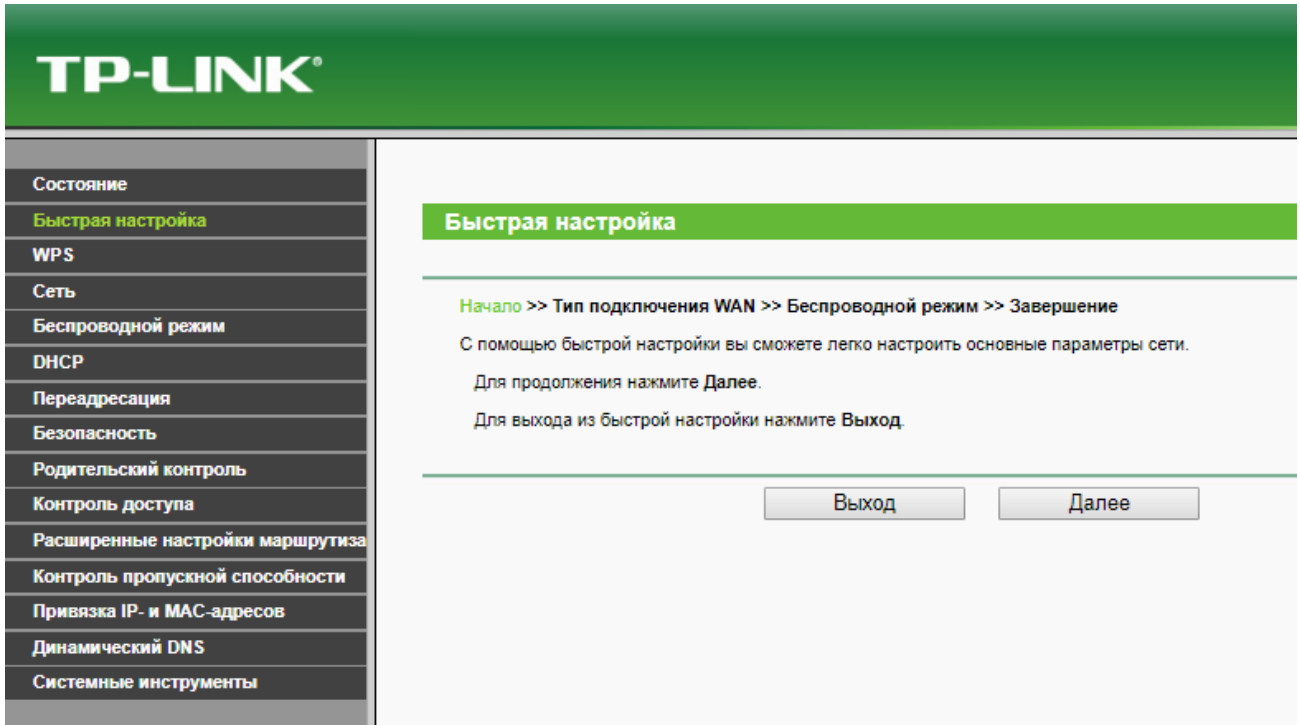 TP-LINK®
Состояние
Быстрая настройка
WPS
Сеть
Беспроводной режим
DHCP
Переадресация
Безопасность
Родительский контроль
Контроль доступа
Расширенные настройки маршрутиза
Контроль пропускной способности
Привязка IP- и MAC-адресов
Динамический DNS
Системные инструменты
Быстрая настройка
Начало >> Тип подключения WAN >> Беспроводной режим >> Завершение
С помощью быстрой настройки вы сможете легко настроить основные параметры сети.
Для продолжения нажмите Далее.
Для выхода из быстрой настройки нажмите Выход.
Выход Далее